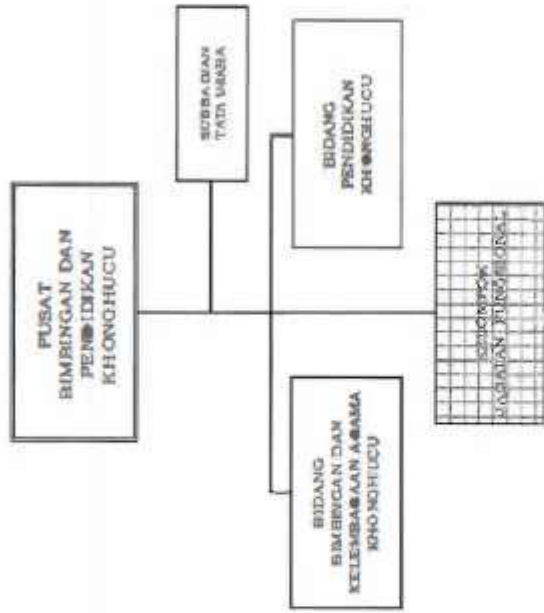 PUSAT
BIMBINGAN DAN
PENDIDIKAN
KHONGHUCU
SUBBAGIAN
TATA USAHA
BIDANG
BIMBINGAN DAN
KELEMBAGAAN AGAMA
KHONGHUCU
BIDANG
PENDIDIKAN
KHONGHUCU
KELOMPOK
JABATAN FUNGSIONAL